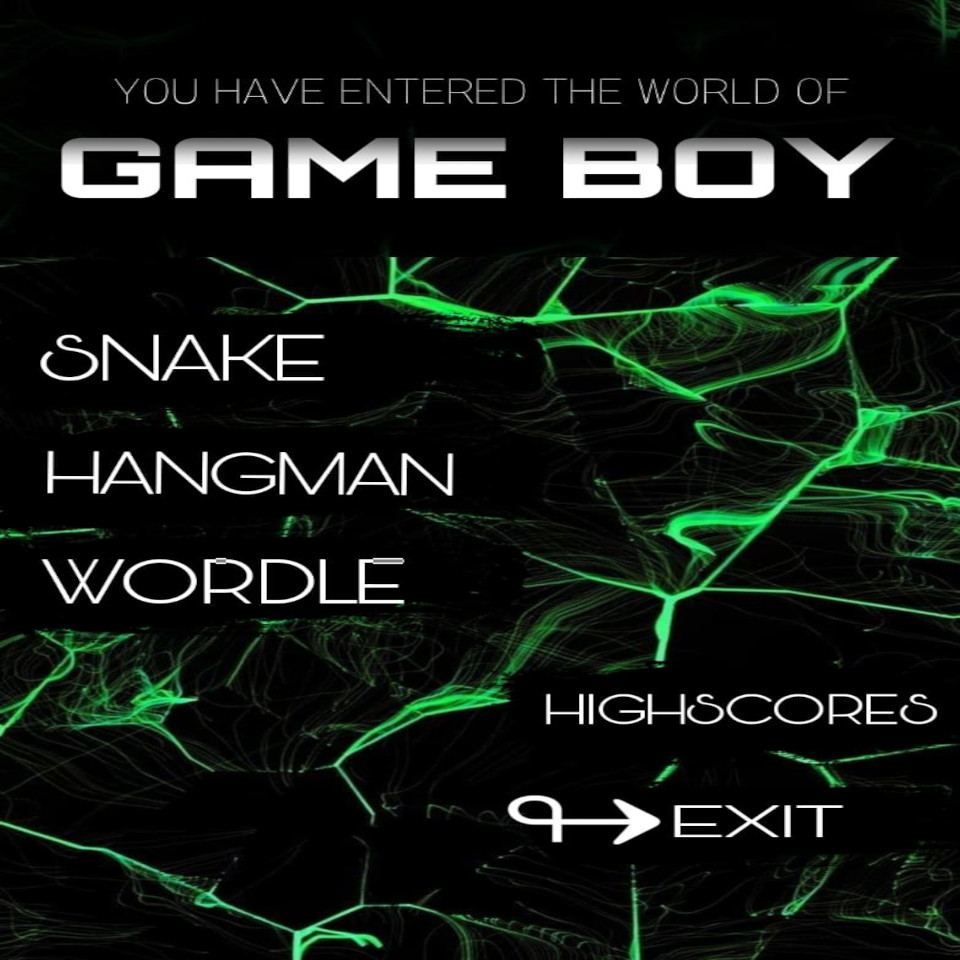 YOU HAVE ENTERED THE WORLD OF
GAME BOY
SNAKE
HANGMAN
WORDLE
HIGHSCORES
EXIT